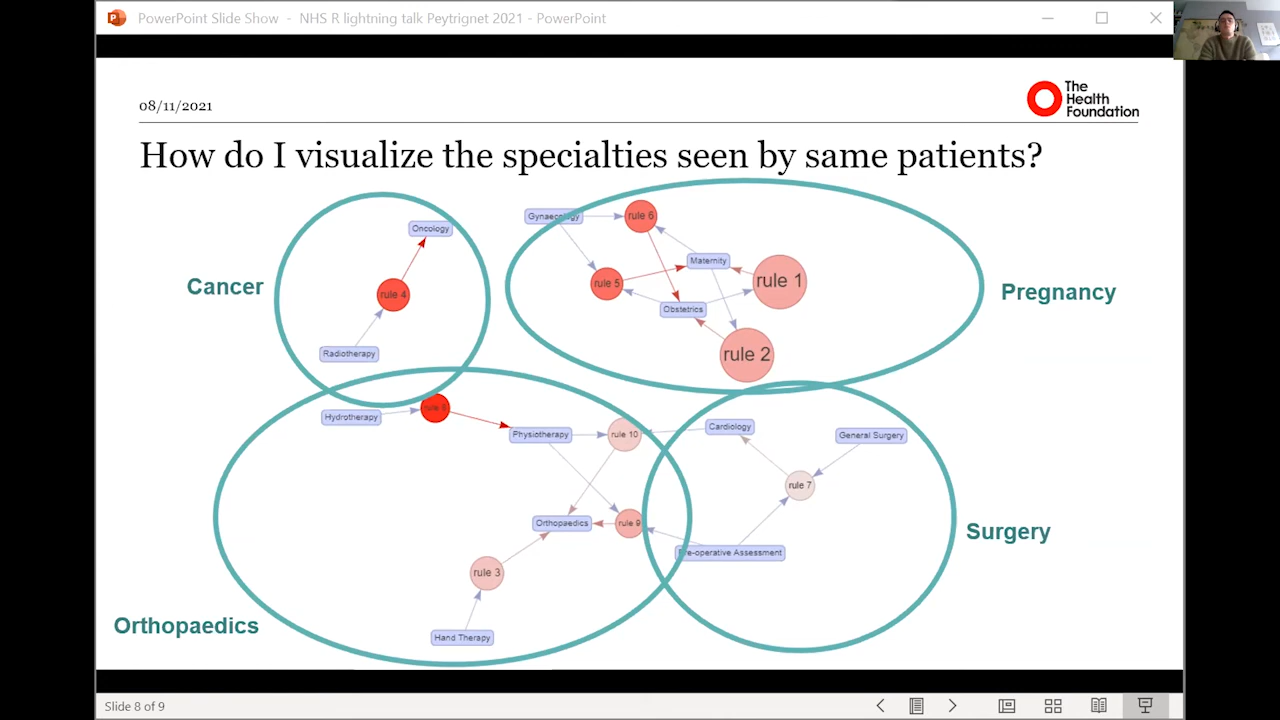 PowerPoint Slide Show - NHS R lightning talk Peytrignet 2021 - PowerPoint
08/11/2021
The
Health
Foundation
How do I visualize the specialties seen by same patients?
Cancer
Oncology
rule 4
Radiotherapy
Gynaecology
rule 6
Maternity
rule 5
rule 1
Obstetrics
rule 2
Pregnancy
Hydrotherapy
rule 8
Physiotherapy
rule 10
Orthopaedics
rule 9
rule 3
Hand Therapy
Orthopaedics
Cardiology
General Surgery
rule 7
Pre-operative Assessment
Surgery
Slide 8 of 9